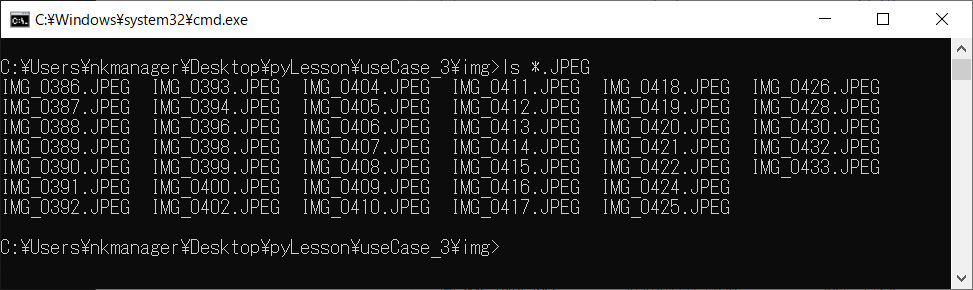 C:¥Windows¥system32¥cmd.exe
C:¥Users¥nkmanager¥Desktop¥pyLesson¥useCase_3¥img>ls *.JPEG
IMG_0386.JPEG IMG_0393.JPEG IMG_0404.JPEG IMG_0411.JPEG IMG_0418.JPEG IMG_0426.JPEG
IMG_0387.JPEG IMG_0394.JPEG IMG_0405.JPEG IMG_0412.JPEG IMG_0419.JPEG IMG_0428.JPEG
IMG_0388.JPEG IMG_0396.JPEG IMG_0406.JPEG IMG_0413.JPEG IMG_0420.JPEG IMG_0430.JPEG
IMG_0389.JPEG IMG_0398.JPEG IMG_0407.JPEG IMG_0414.JPEG IMG_0421.JPEG IMG_0432.JPEG
IMG_0390.JPEG IMG_0399.JPEG IMG_0408.JPEG IMG_0415.JPEG IMG_0422.JPEG IMG_0433.JPEG
IMG_0391.JPEG IMG_0400.JPEG IMG_0409.JPEG IMG_0416.JPEG IMG_0424.JPEG
IMG_0392.JPEG IMG_0402.JPEG IMG_0410.JPEG IMG_0417.JPEG IMG_0425.JPEG
C:¥Users¥nkmanager¥Desktop¥pyLesson¥useCase_3¥img>